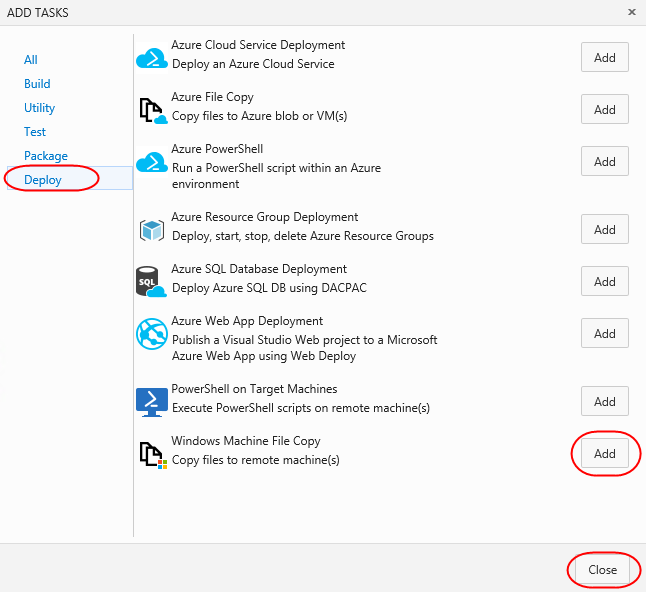 ADD TASKS
All
Build
Utility
Test
Package
Deploy
Azure Cloud Service Deployment
Deploy an Azure Cloud Service
Add
Azure File Copy
Copy files to Azure blob or VM(s)
Add
Azure PowerShell
Run a PowerShell script within an Azure
environment
Add
Azure Resource Group Deployment
Deploy, start, stop, delete Azure Resource Groups
Add
SQL
Azure SQL Database Deployment
Deploy Azure SQL DB using DACPAC
Add
Azure Web App Deployment
Publish a Visual Studio Web project to a Microsoft
Azure Web App using Web Deploy
Add
PowerShell on Target Machines
Execute PowerShell scripts on remote machine(s)
Add
Windows Machine File Copy
Copy files to remote machine(s)
Add
Close